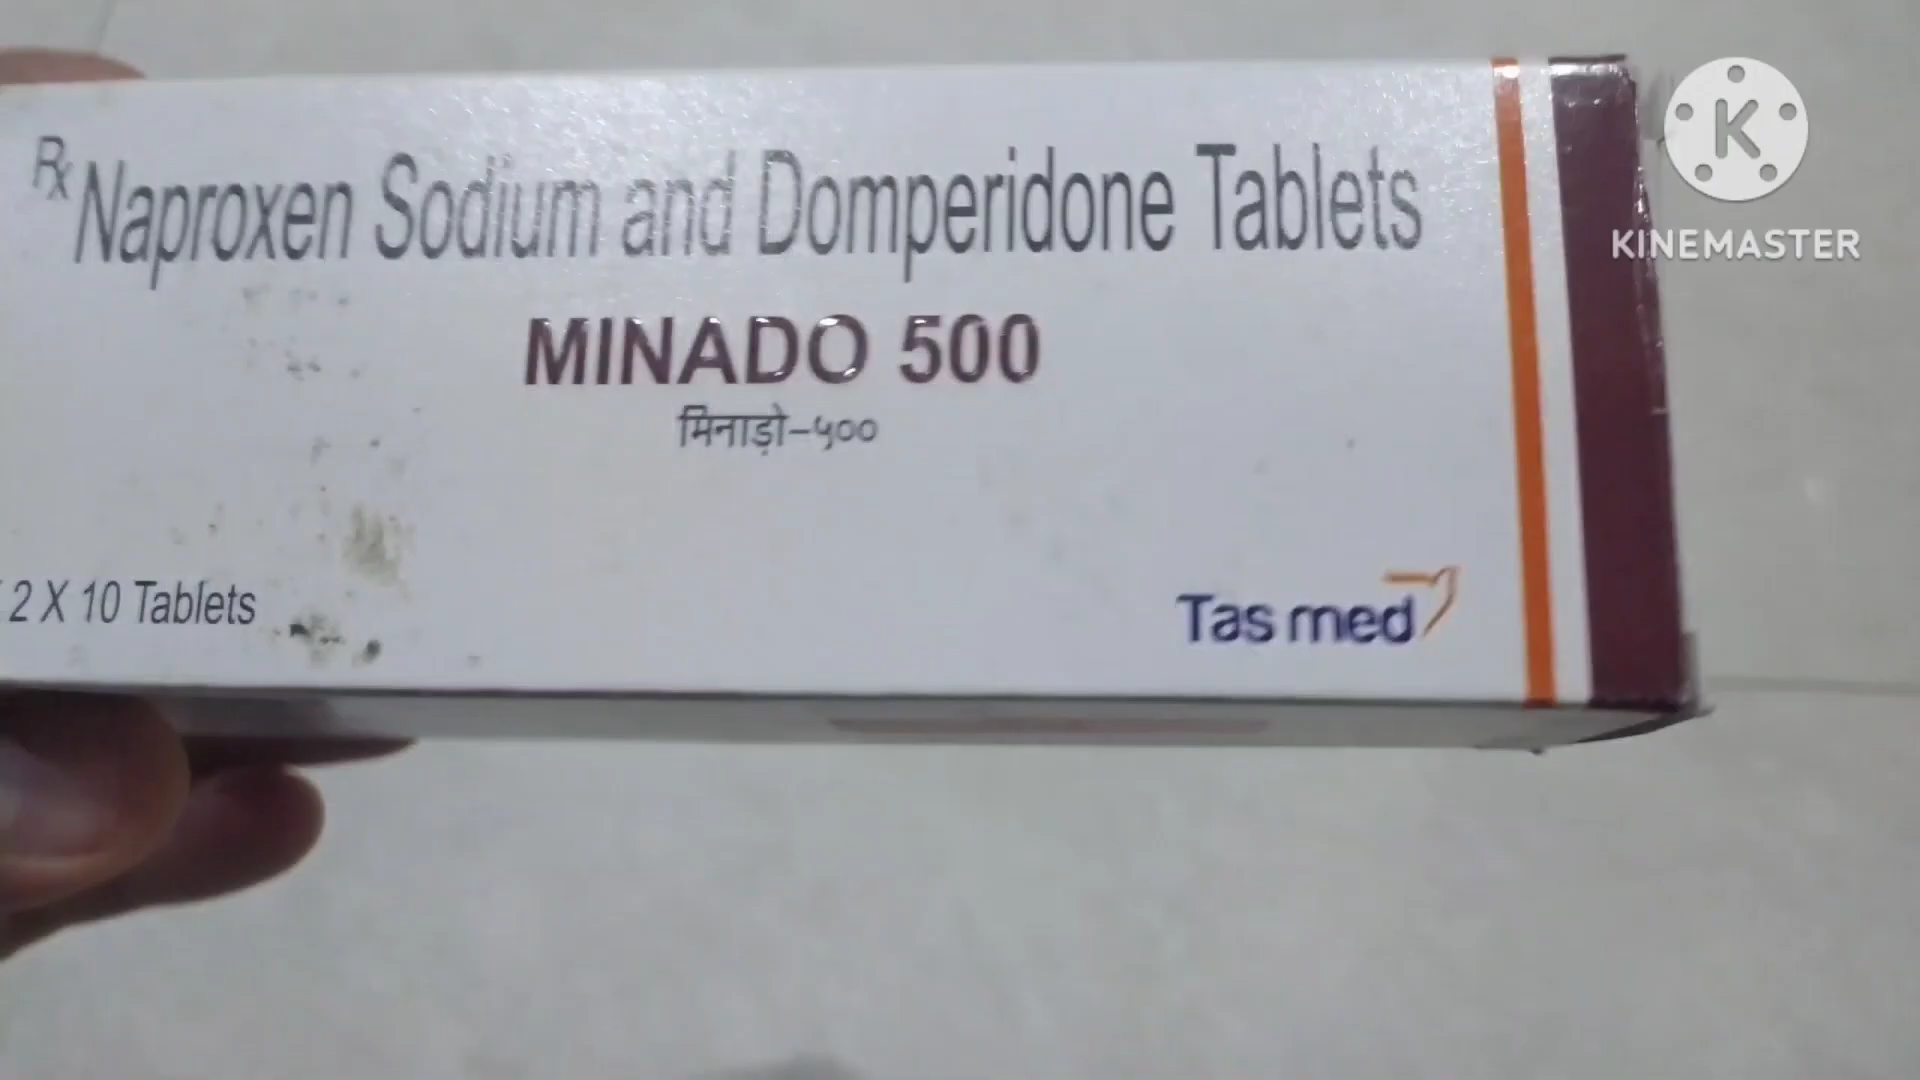 Rx Naproxen Sodium and Domperidone Tablets
MINADO 500
मिनाड़ो-५००
2 X 10 Tablets
Tas med
K
KINEMASTER